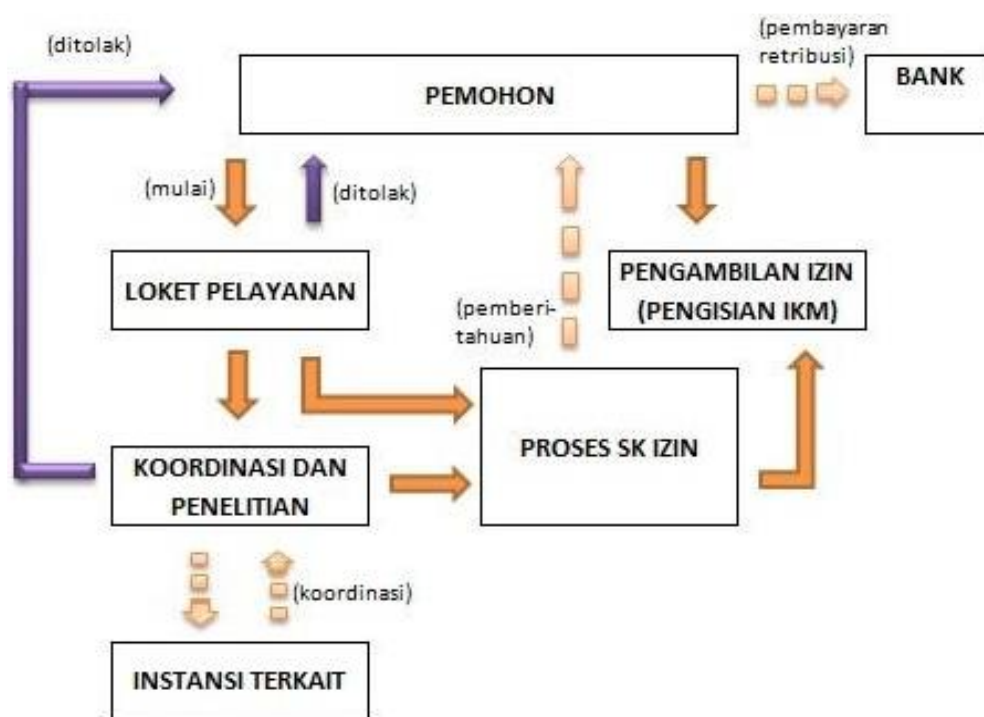 (ditolak)
(pembayaran
retribusi)
PEMOHON
BANK
(mulai)
(ditolak)
LOKET PELAYANAN
PENGAMBILAN IZIN
(PENGISIAN IKM)
(pemberi-
tahuan)
PROSES SK IZIN
KOORDINASI DAN
PENELITIAN
(koordinasi)
INSTANSI TERKAIT